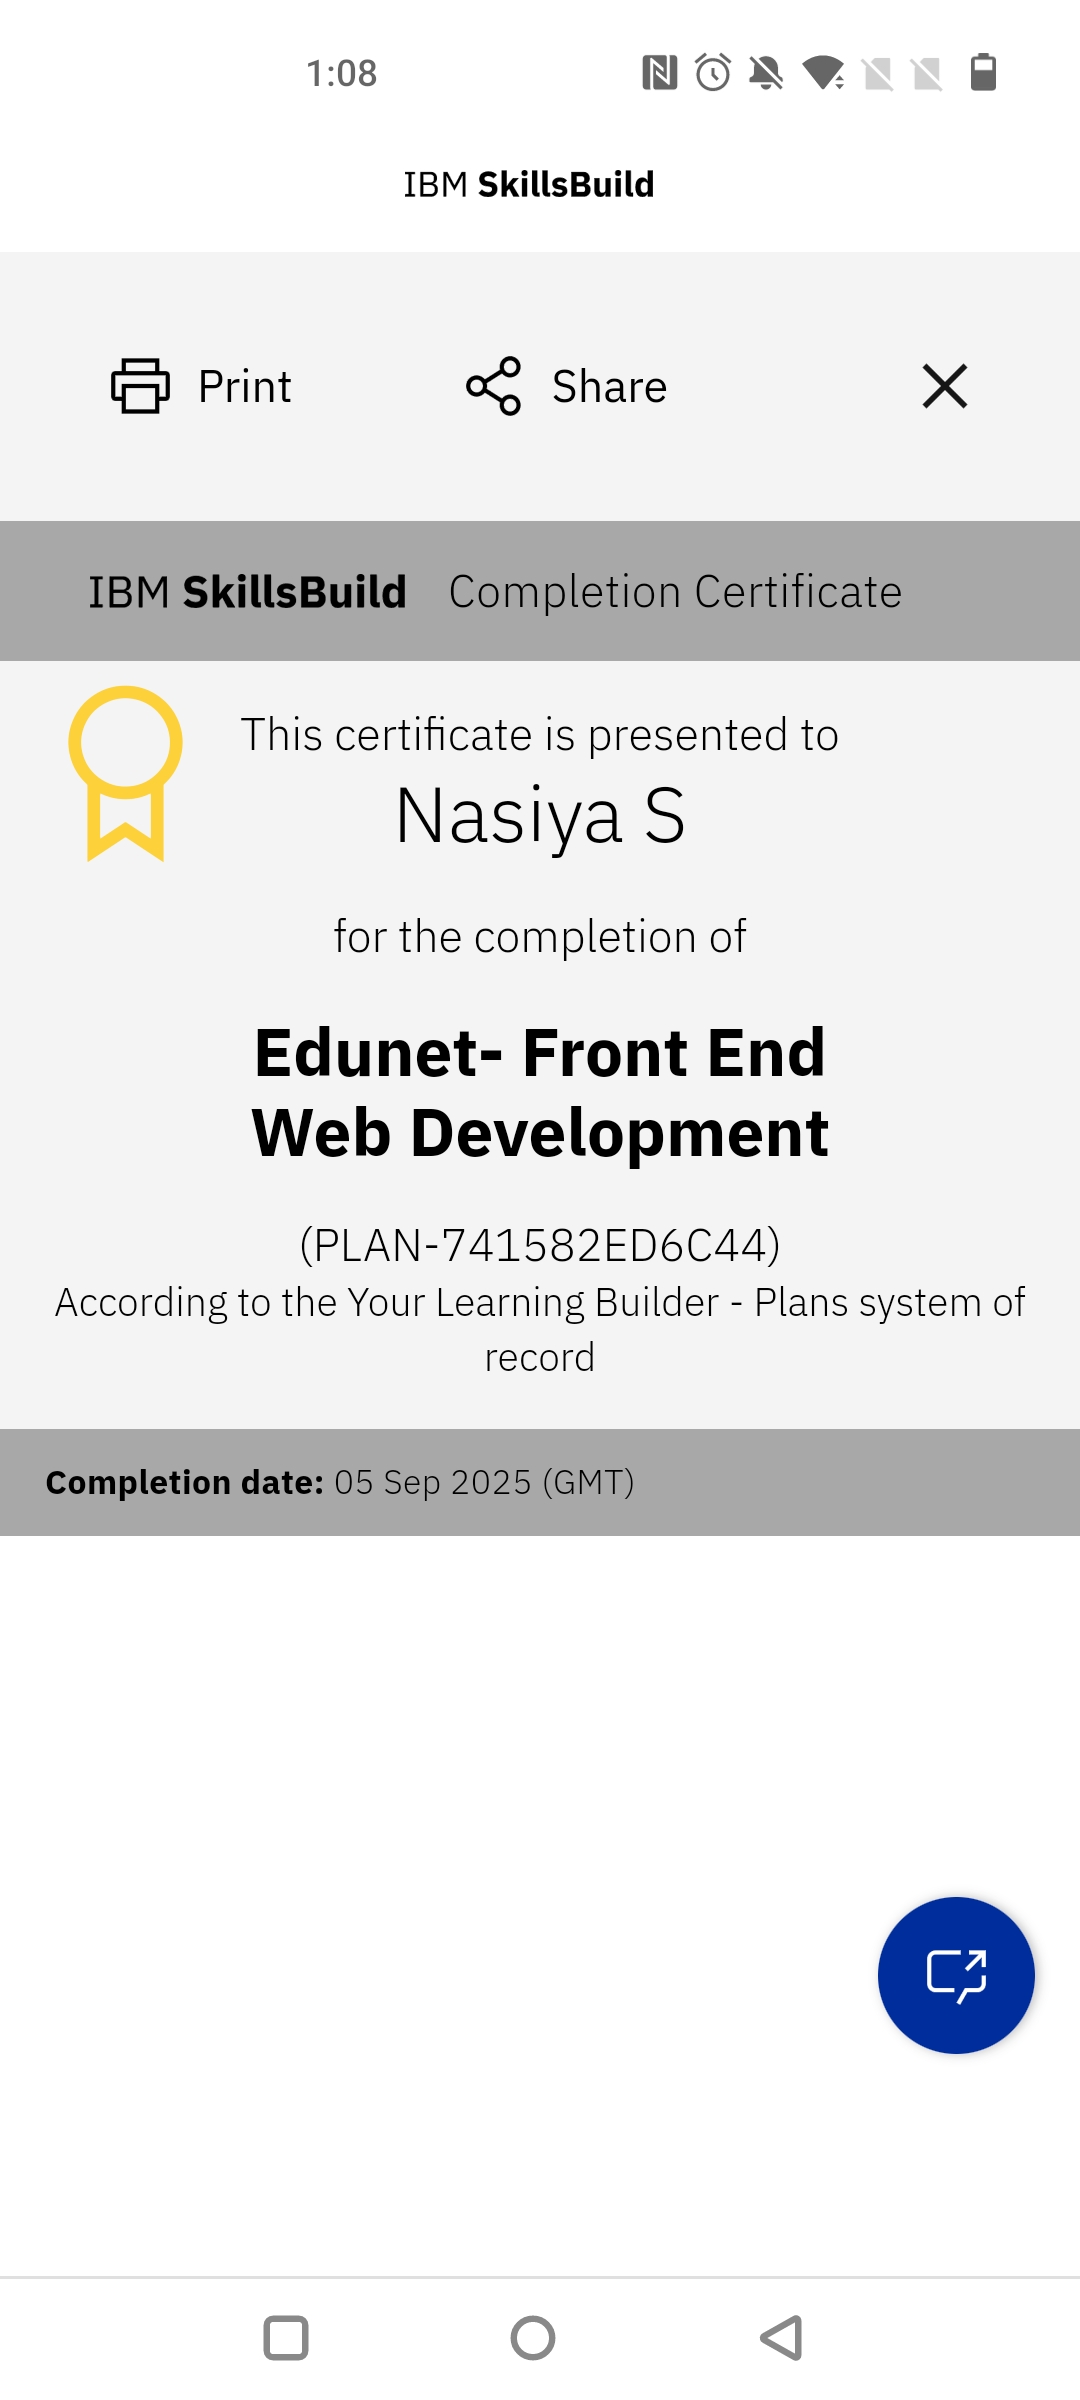 1:08
IBM SkillsBuild
Print
Share
IBM SkillsBuild Completion Certificate
This certificate is presented to
Nasiya S
for the completion of
Edunet- Front End
Web Development
(PLAN-741582ED6C44)
According to the Your Learning Builder - Plans system of
record
Completion date: 05 Sep 2025 (GMT)